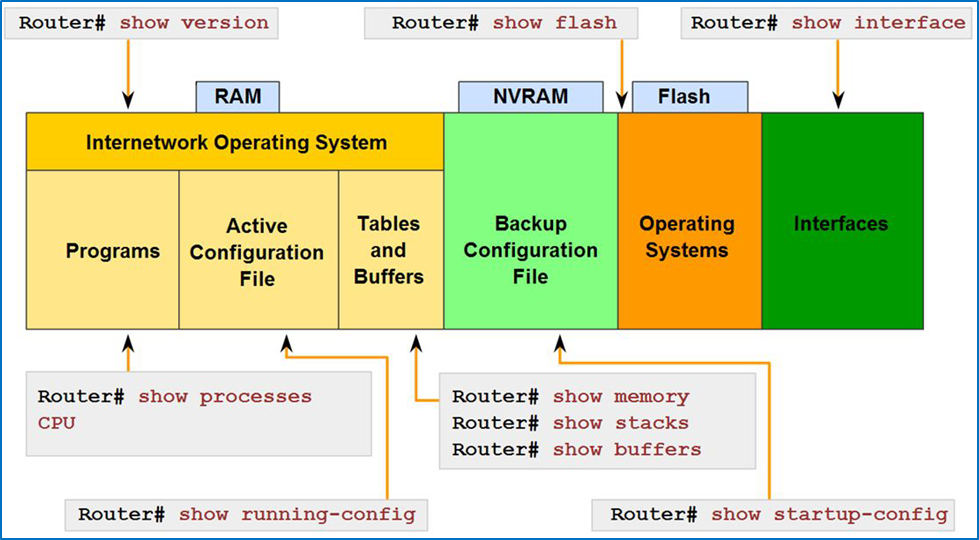 Router# show version
Router# show flash
Router# show interface
RAM
NVRAM
Flash
Internetwork Operating System
Programs
Active
Configuration
File
Tables
and
Buffers
Backup
Configuration
File
Operating
Systems
Interfaces
Router# show processes
CPU
Router# show memory
Router# show stacks
Router# show buffers
Router# show running-config
Router# show startup-config